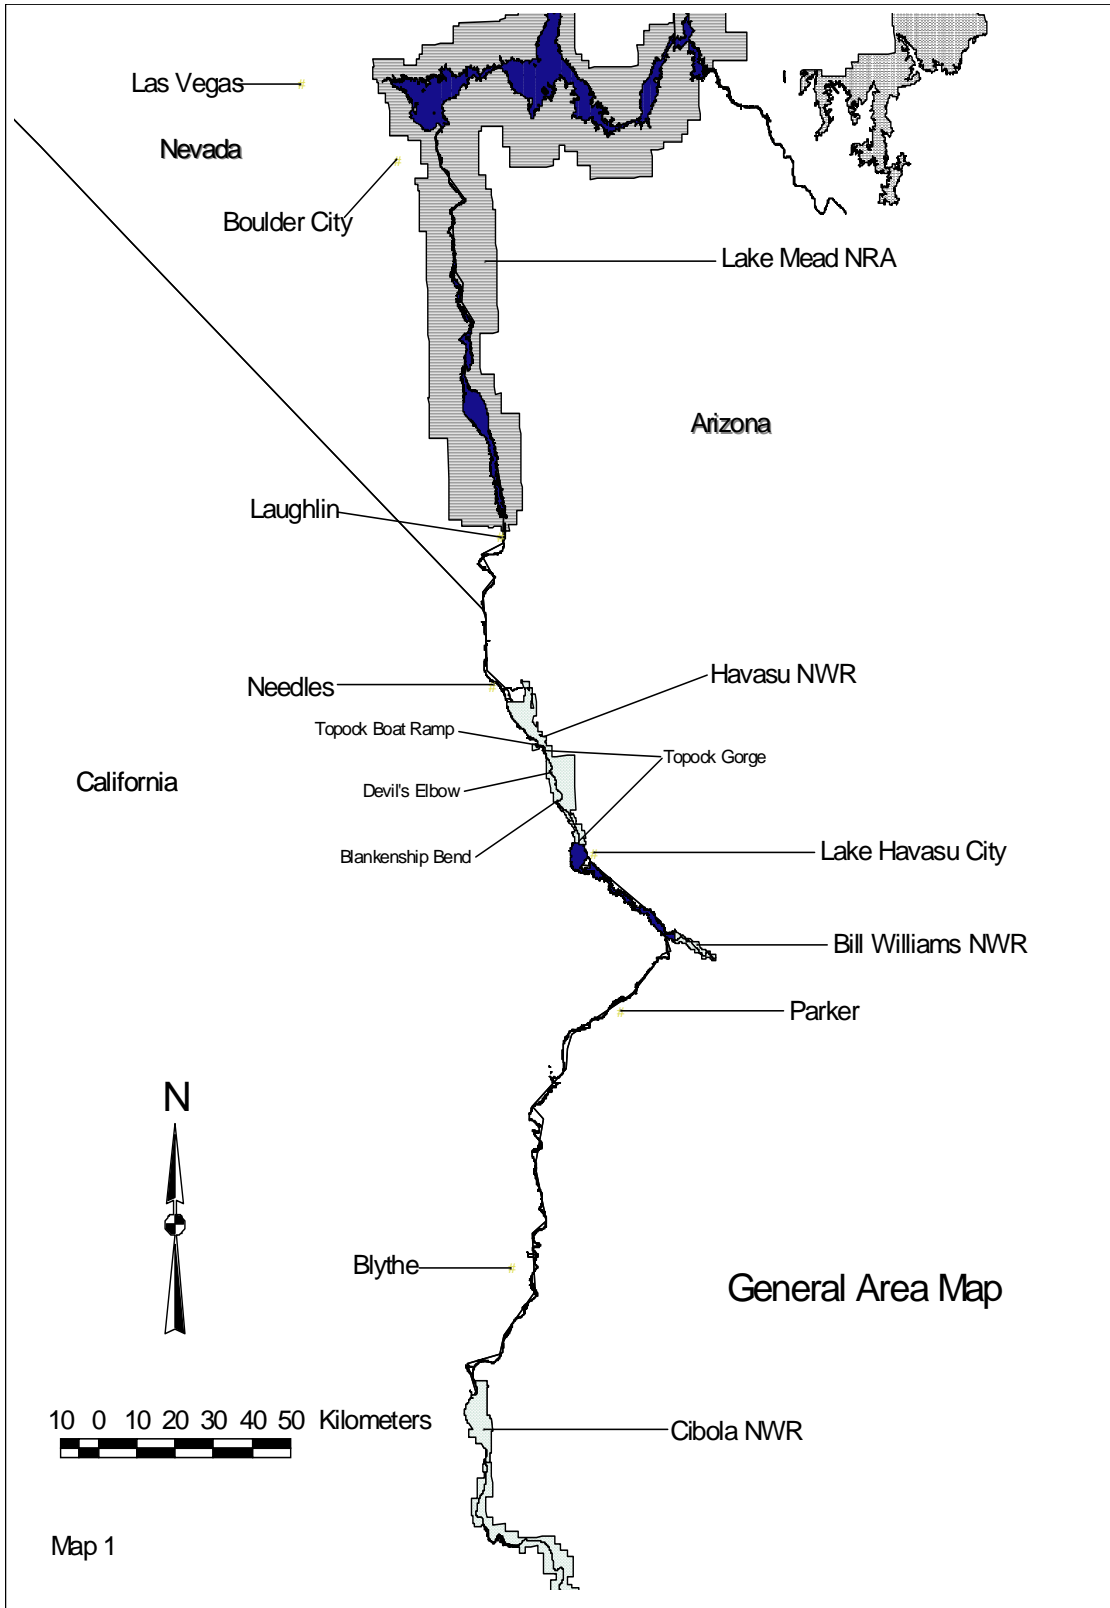 Las Vegas
Nevada
Boulder City
Lake Mead NRA
Arizona
Laughlin
Needles
Havasu NWR
Topock Boat Ramp
Topock Gorge
California
Devil's Elbow
Blankenship Bend
Lake Havasu City
Bill Williams NWR
Parker
N
Blythe
General Area Map
10 0 10 20 30 40 50 Kilometers
Cibola NWR
Map 1